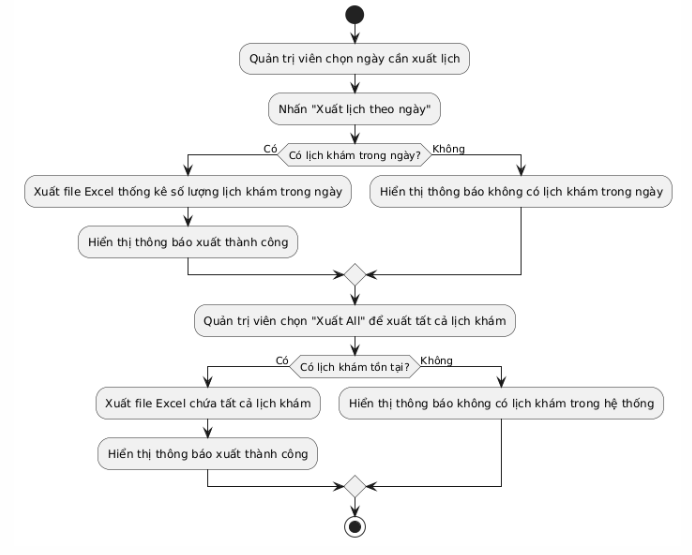 Quản trị viên chọn ngày cần xuất lịch
Nhấn "Xuất lịch theo ngày"
Có
Có lịch khám trong ngày?
Không
Xuất file Excel thống kê số lượng lịch khám trong ngày
Hiển thị thông báo không có lịch khám trong ngày
Hiển thị thông báo xuất thành công
Quản trị viên chọn "Xuất All" để xuất tất cả lịch khám
Có
Có lịch khám tồn tại?
Không
Xuất file Excel chứa tất cả lịch khám
Hiển thị thông báo không có lịch khám trong hệ thống
Hiển thị thông báo xuất thành công